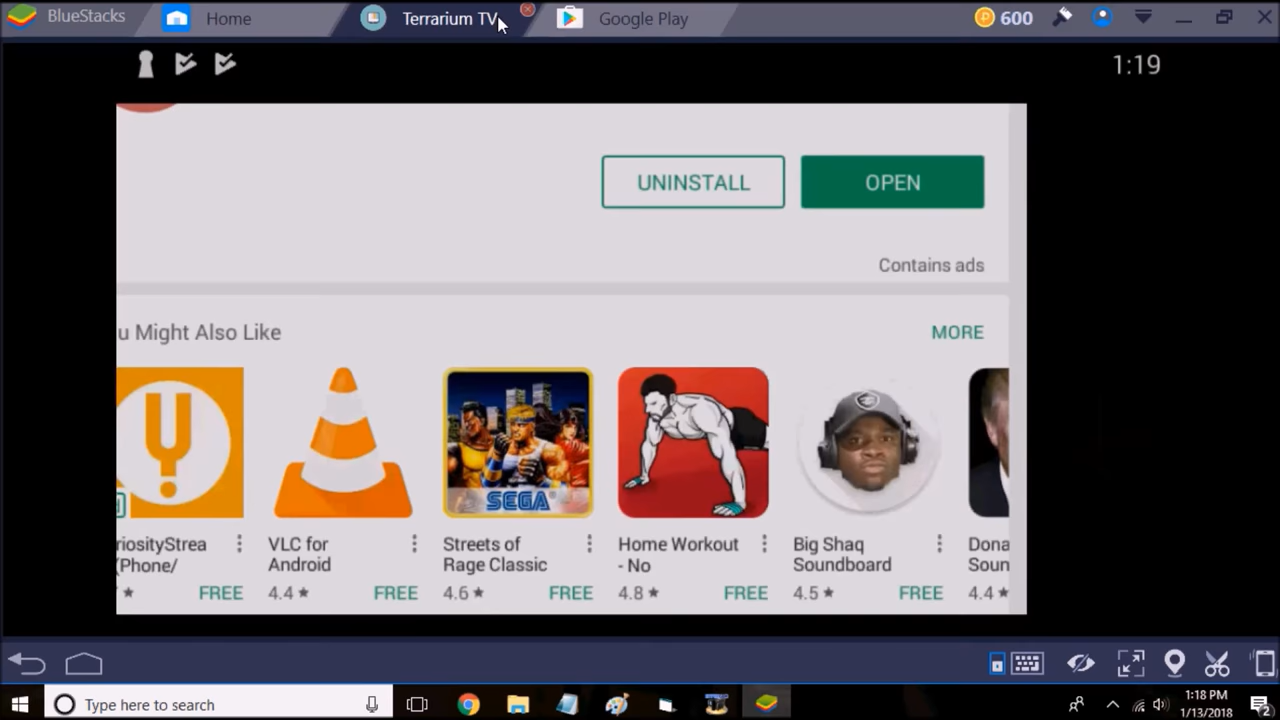 BlueStacks
Home
Terrarium TV
Google Play
600
1:19
UNINSTALL
OPEN
Contains ads
u Might Also Like
MORE
SEGA
riosityStrea
(Phone/
FREE
VLC for
Android
4.4★
FREE
Streets of
Rage Classic
4.6★
FREE
Home Workout
- No
4.8★
FREE
Big Shaq
Soundboard
4.5★
FREE
Dona
Soun
4.4★
Type here to search
1:18 PM
1/13/2018
2